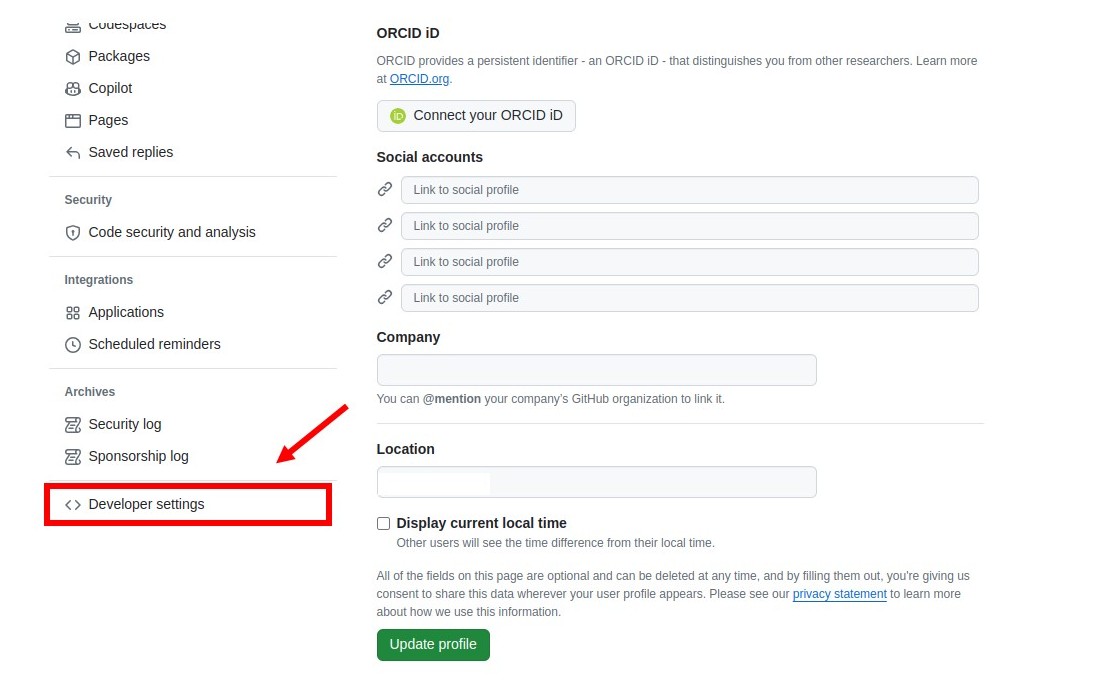 Codespaces
Packages
Copilot
Pages
Saved replies
Security
Code security and analysis
Integrations
Applications
Scheduled reminders
Archives
Security log
Sponsorship log
Developer settings
ORCID iD
ORCID provides a persistent identifier - an ORCID iD - that distinguishes you from other researchers. Learn more
at ORCID.org.
iD Connect your ORCID iD
Social accounts
Link to social profile
Link to social profile
Link to social profile
Link to social profile
Company
You can @mention your company's GitHub organization to link it.
Location
Display current local time
Other users will see the time difference from their local time.
All of the fields on this page are optional and can be deleted at any time, and by filling them out, you're giving us
consent to share this data wherever your user profile appears. Please see our privacy statement to learn more
about how we use this information.
Update profile